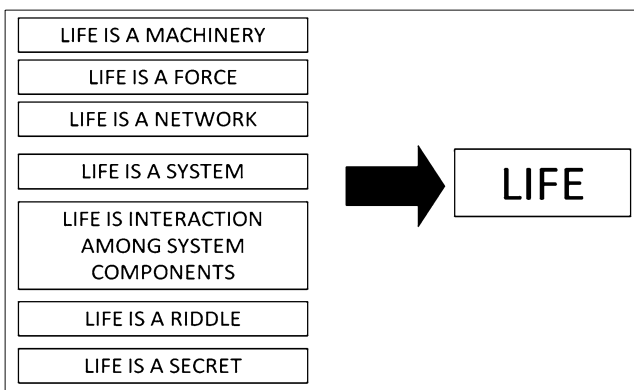 LIFE IS A MACHINERY
LIFE IS A FORCE
LIFE IS A NETWORK
LIFE IS A SYSTEM
LIFE IS INTERACTION
AMONG SYSTEM
COMPONENTS
LIFE IS A RIDDLE
LIFE IS A SECRET
LIFE